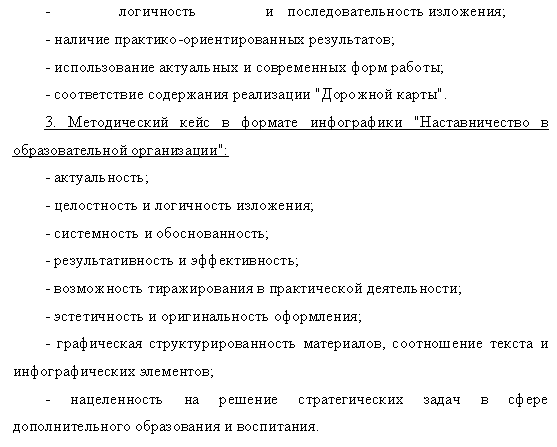 - логичность и последовательность изложения;
- наличие практико-ориентированных результатов;
- использование актуальных и современных форм работы;
- соответствие содержания реализации "Дорожной карты".
3. Методический кейс в формате инфографики "Наставничество в
образовательной организации":
- актуальность;
- целостность и логичность изложения;
- системность и обоснованность;
- результативность и эффективность;
- возможность тиражирования в практической деятельности;
- эстетичность и оригинальность оформления;
- графическая структурированность материалов, соотношение текста и
инфографических элементов;
- нацеленность на решение стратегических задач в сфере
дополнительного образования и воспитания.